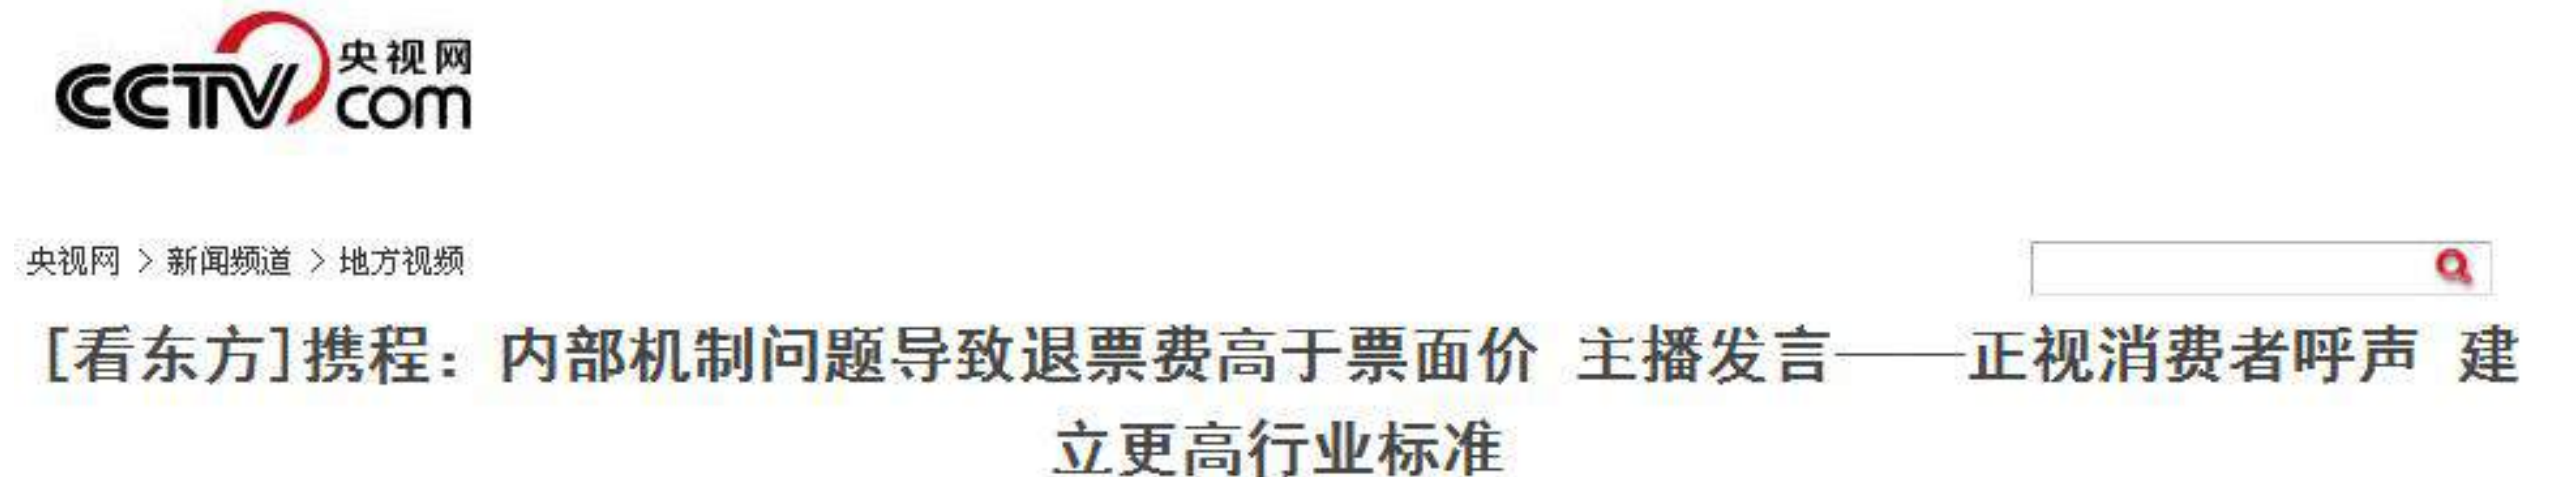 CCTV 央视网
com
央视网 > 新闻频道 > 地方视频
[看东方]携程：内部机制问题导致退票费高于票面价 主播发言——正视消费者呼声 建
立更高行业标准